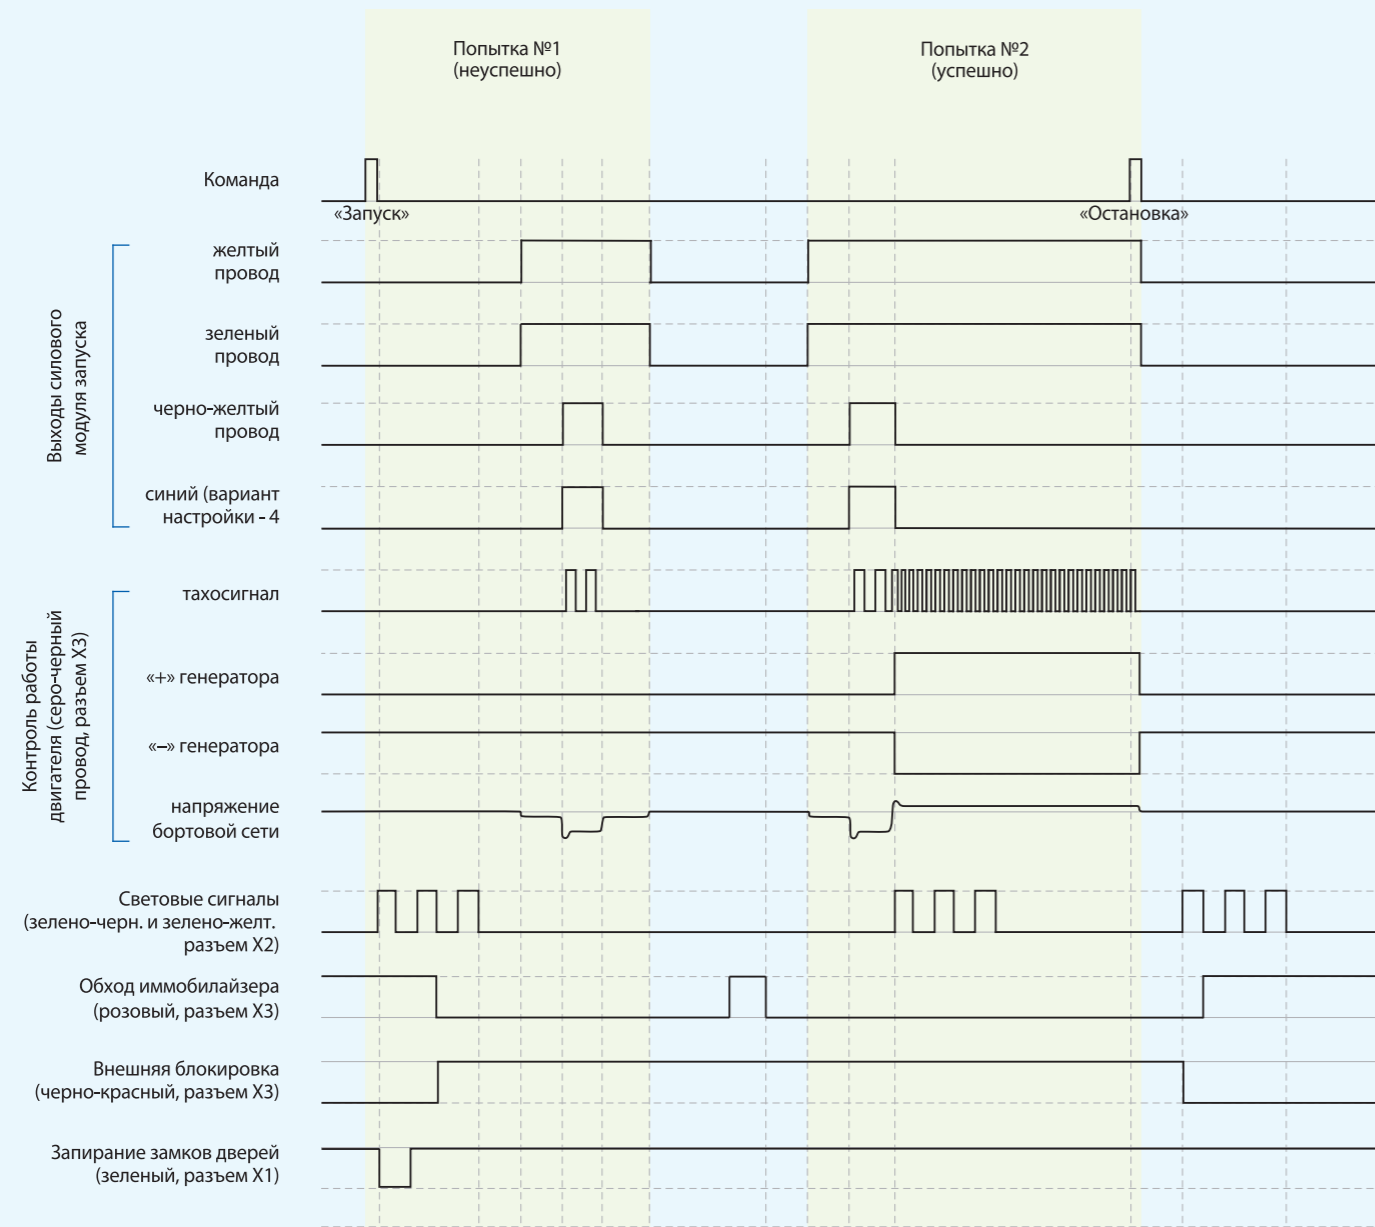 Попытка №1
(неуспешно)
Попытка №2
(успешно)
Команда
«Запуск»
«Остановка»
Выходы силового
модуля запуска
желтый
провод
зеленый
провод
черно-желтый
провод
синий (вариант
настройки - 4
Контроль работы
двигателя (серо-черный
провод, разъем X3)
тахосигнал
«+» генератора
«–» генератора
напряжение
бортовой сети
Световые сигналы
(зелено-черн. и зелено-желт.
разъем X2)
Обход иммобилайзера
(розовый, разъем X3)
Внешняя блокировка
(черно-красный, разъем X3)
Запирание замков дверей
(зеленый, разъем X1)